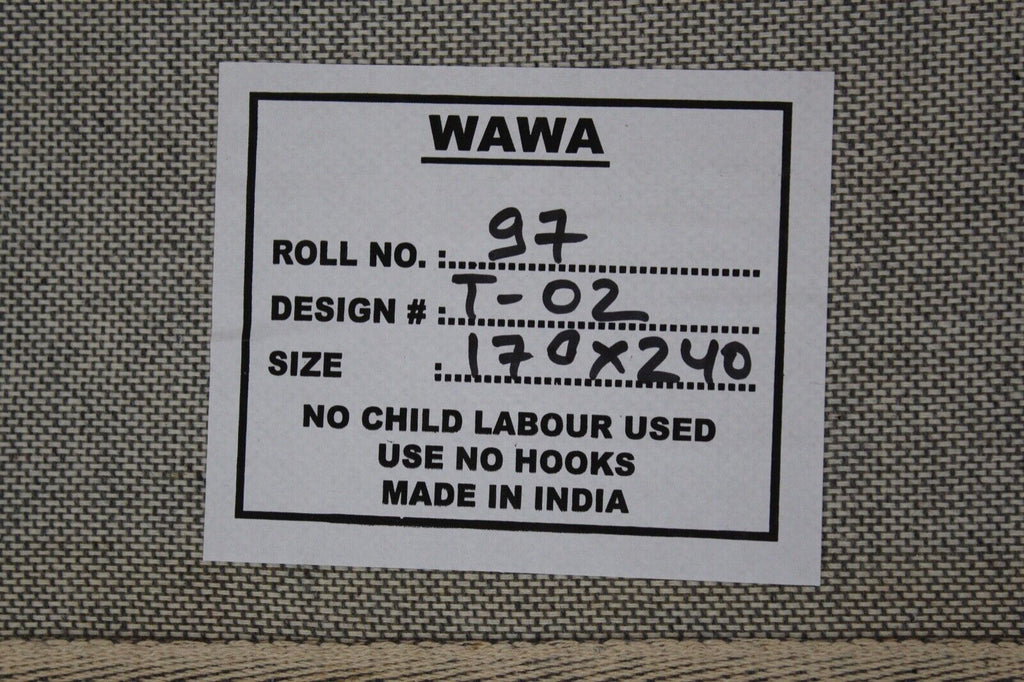 WAWA
ROLL NO. : 97
DESIGN # : T-02
SIZE : 170x240
NO CHILD LABOUR USED
USE NO HOOKS
MADE IN INDIA